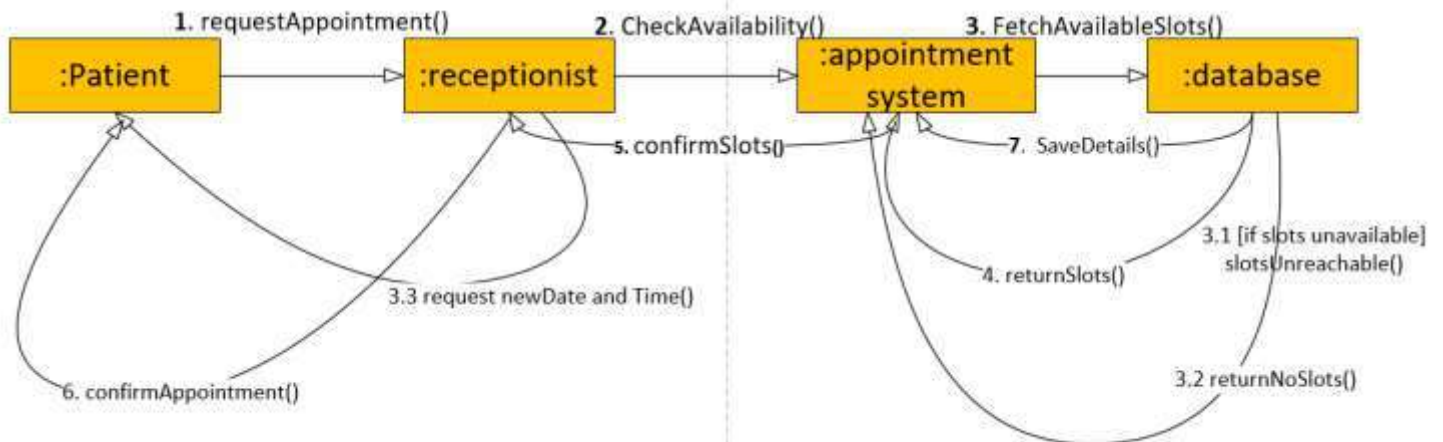 1. requestAppointment()
2. CheckAvailability()
3. FetchAvailableSlots()
:Patient
:receptionist
:appointment
system
:database
5. confirmSlots()
7. SaveDetails()
3.1 [if slots unavailable]
slotsUnreachable()
4. returnSlots()
3.3 request newDate and Time()
3.2 returnNoSlots()
6. confirmAppointment()